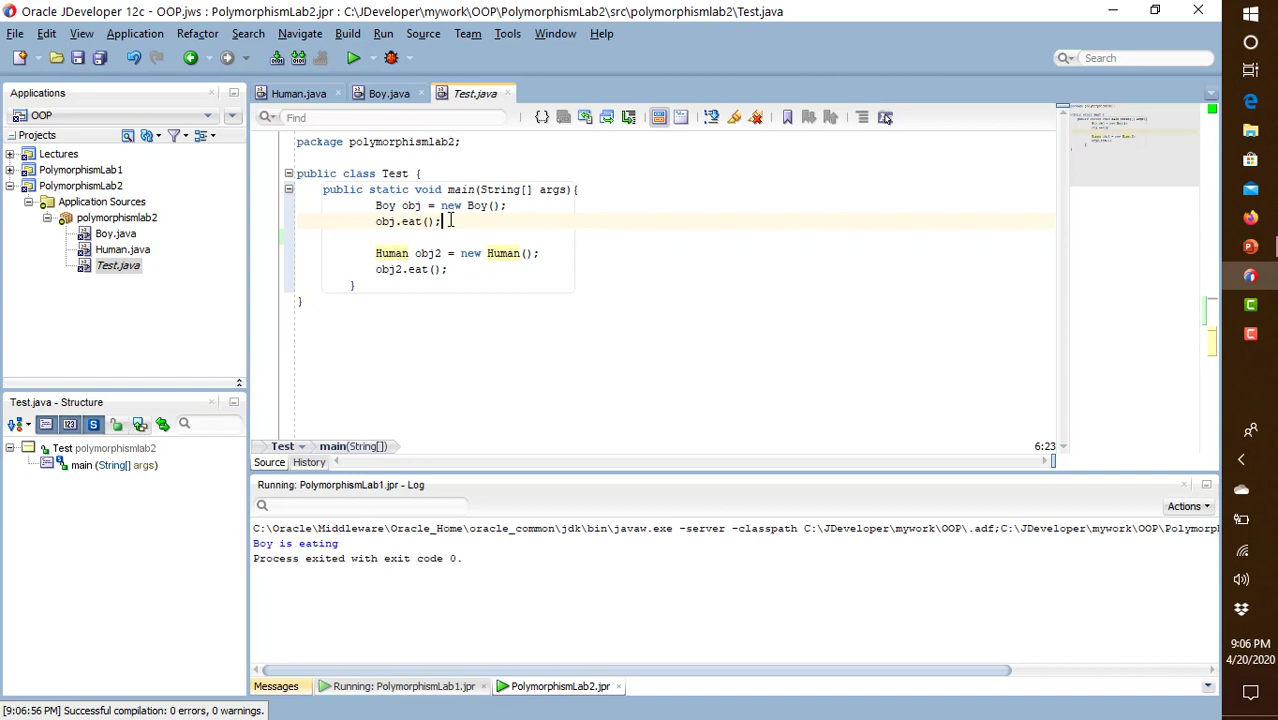 Oracle JDeveloper 12c - OOP.jws : PolymorphismLab2.jpr : C:\JDeveloper\mywork\OOP\PolymorphismLab2\src\polymorphismlab2\Test.java
File Edit View Application Refactor Search Navigate Build Run Source Team Tools Window Help
Search
Applications
OOP
Projects
Lectures
PolymorphismLab1
PolymorphismLab2
Application Sources
polymorphismlab2
Boy.java
Human.java
Test.java
Test.java - Structure
Test polymorphismlab2
main (String[] args)
Human.java Boy.java Test.java
Find
package polymorphismlab2;
public class Test {
public static void main(String[] args){
Boy obj = new Boy();
obj.eat();
Human obj2 = new Human();
obj2.eat();
}
}
Test main(String[])
6:23
Source History
Running: PolymorphismLab1.jpr - Log
Actions
C:\Oracle\Middleware\Oracle_Home\oracle_common\jdk\bin\javaw.exe -server -classpath C:\JDeveloper\mywork\OOP\.adf;C:\JDeveloper\mywork\OOP\Polymorph
Boy is eating
Process exited with exit code 0.
Messages Running: PolymorphismLab1.jpr PolymorphismLab2.jpr
[9:06:56 PM] Successful compilation: 0 errors, 0 warnings.
9:06 PM
4/20/2020